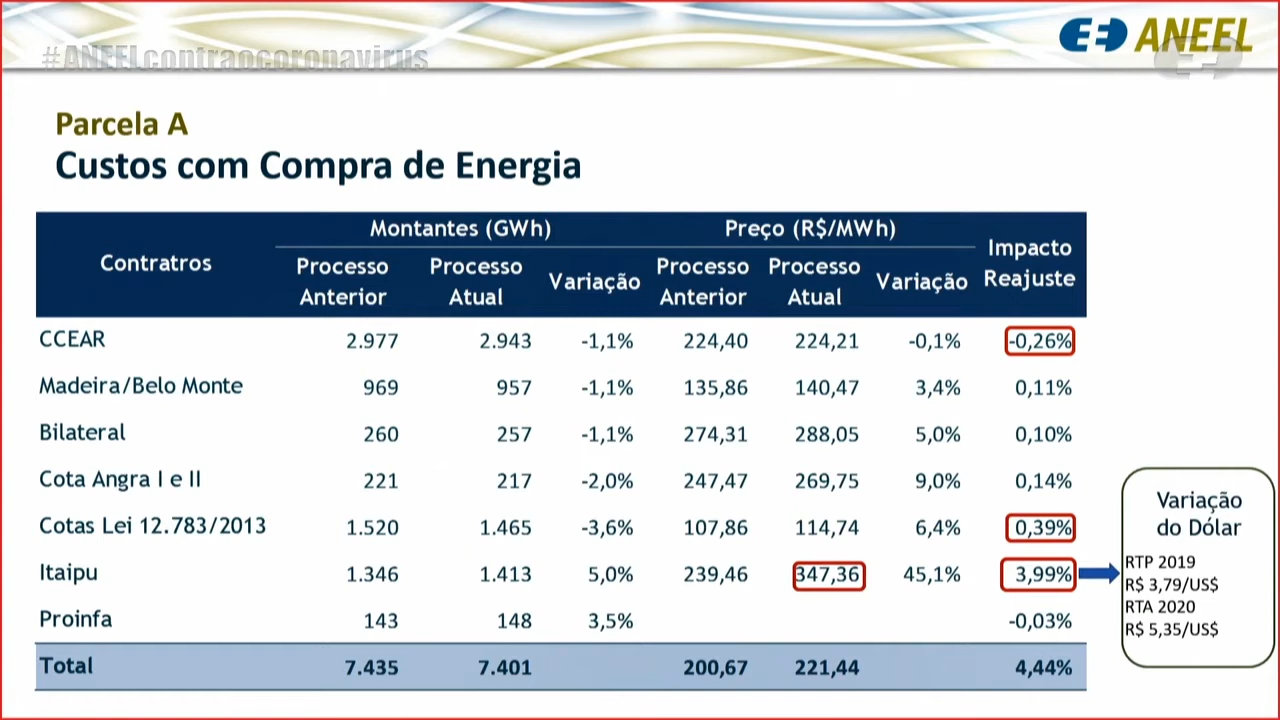 #ANEELcontraocoronavirus
ANEEL
Parcela A
Custos com Compra de Energia
Contratros Montantes (GWh) Preço (R$/MWh) Impacto Reajuste
Processo Anterior Processo Atual Variação Processo Anterior Processo Atual Variação
CCEAR 2.977 2.943 -1,1% 224,40 224,21 -0,1% -0,26%
Madeira/Belo Monte 969 957 -1,1% 135,86 140,47 3,4% 0,11%
Bilateral 260 257 -1,1% 274,31 288,05 5,0% 0,10%
Cota Angra I e II 221 217 -2,0% 247,47 269,75 9,0% 0,14%
Cotas Lei 12.783/2013 1.520 1.465 -3,6% 107,86 114,74 6,4% 0,39%
Itaipu 1.346 1.413 5,0% 239,46 347,36 45,1% 3,99%
Proinfa 143 148 3,5% -0,03%
Total 7.435 7.401 200,67 221,44 4,44%
Variação
do Dólar
RTP 2019
R$ 3,79/US$
RTA 2020
R$ 5,35/US$